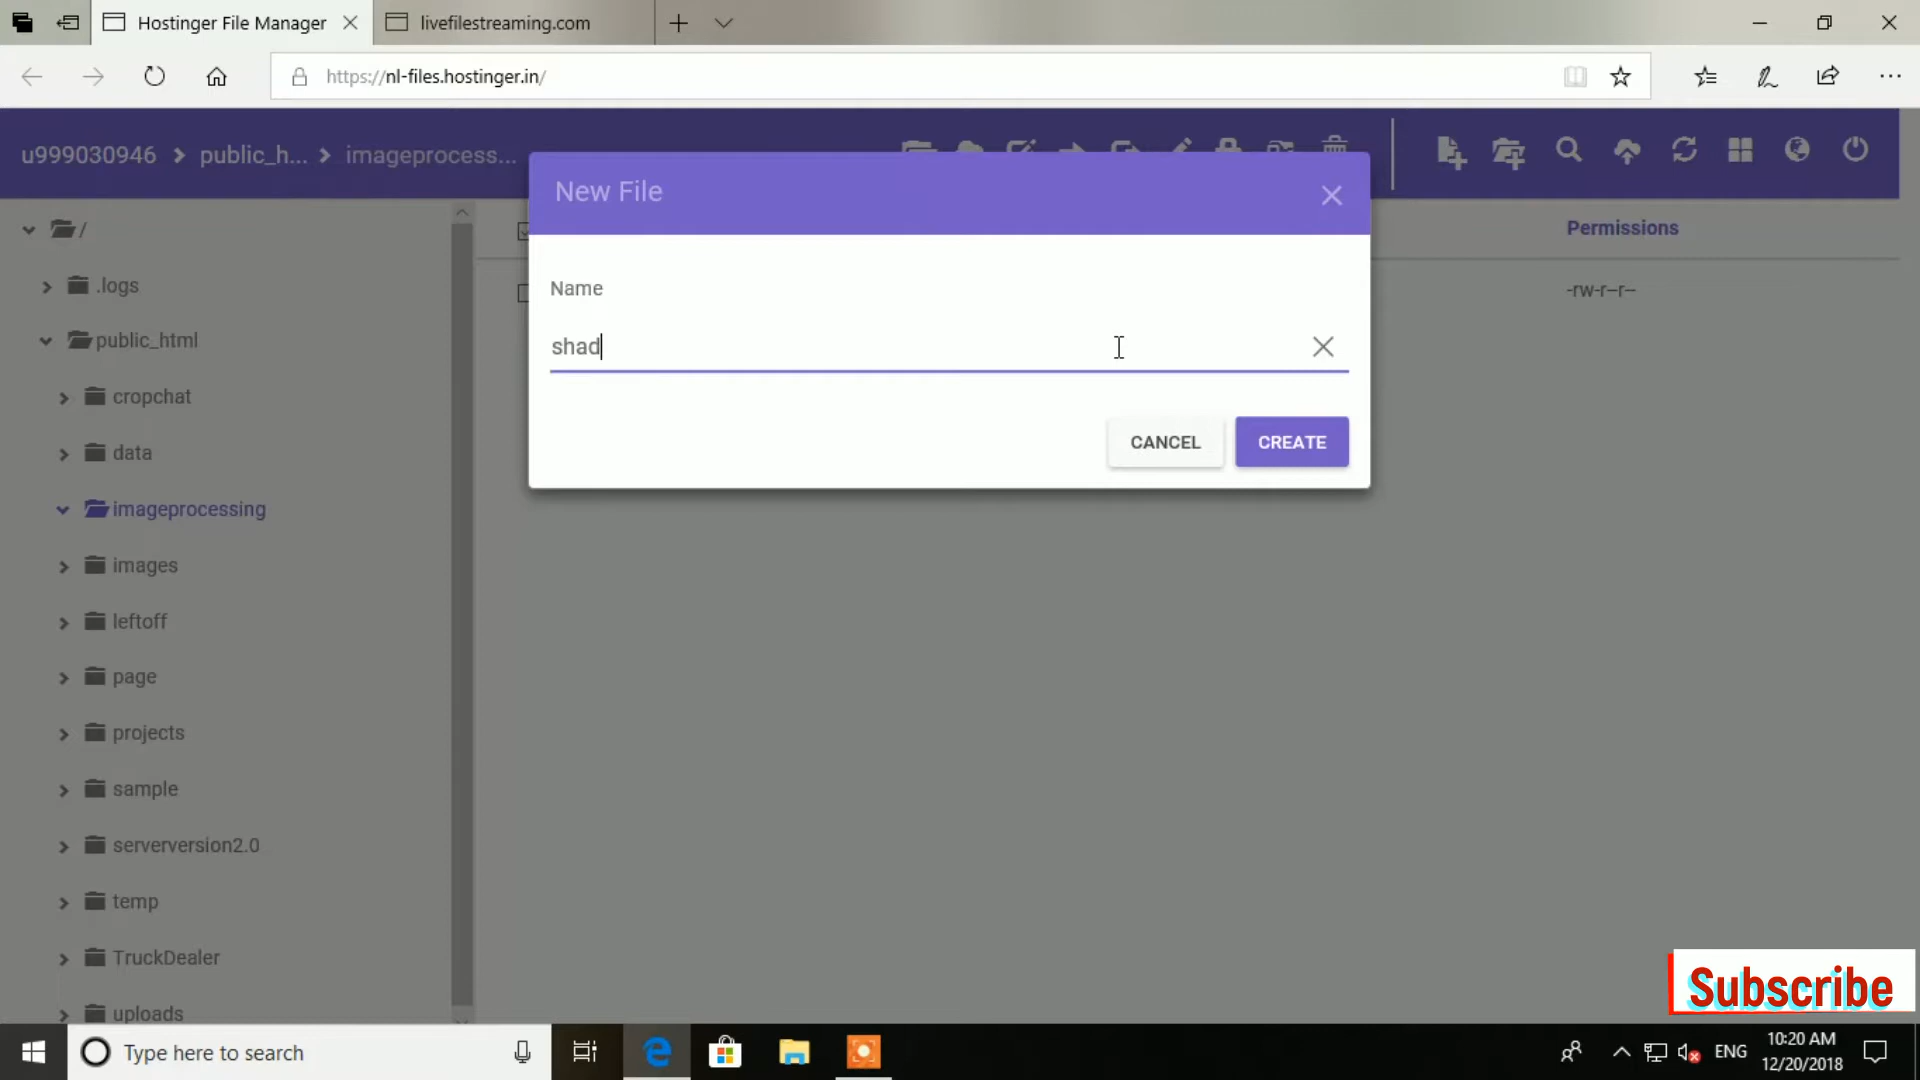 Hostinger File Manager
livefilestreaming.com
https://nl-files.hostinger.in/
u999030946 > public_h... > imageprocess...
New File
/
Permissions
.logs
-rw-r--r--
Name
public_html
shad
cropchat
CANCEL
CREATE
data
imageprocessing
images
leftoff
page
projects
sample
serverversion2.0
temp
TruckDealer
Subscribe
uploads
Type here to search
ENG
10:20 AM
12/20/2018